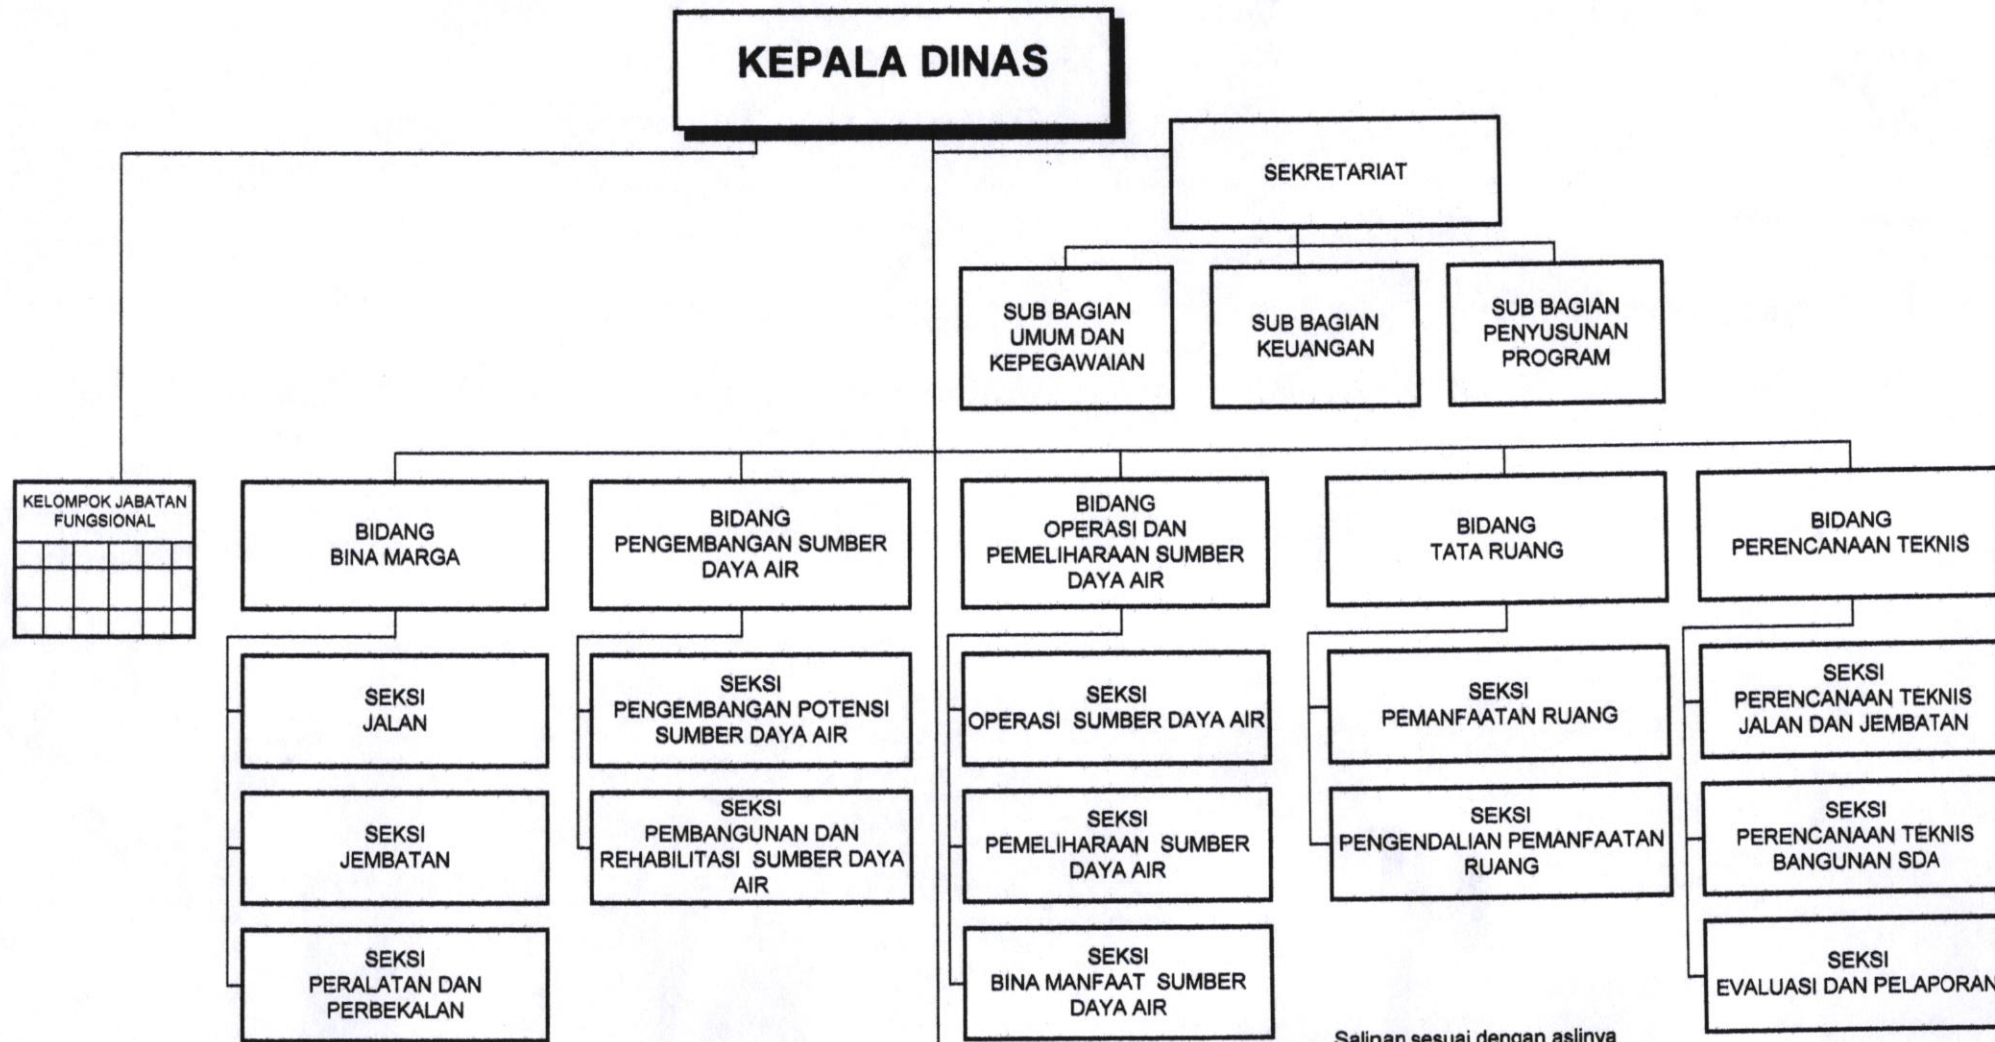 KEPALA DINAS
SEKRETARIAT
SUB BAGIAN
UMUM DAN
KEPEGAWAIAN
SUB BAGIAN
KEUANGAN
SUB BAGIAN
PENYUSUNAN
PROGRAM
KELOMPOK JABATAN
FUNGSIONAL
BIDANG
BINA MARGA
BIDANG
PENGEMBANGAN SUMBER
DAYA AIR
BIDANG
OPERASI DAN
PEMELIHARAAN SUMBER
DAYA AIR
BIDANG
TATA RUANG
BIDANG
PERENCANAAN TEKNIS
SEKSI
JALAN
SEKSI
JEMBATAN
SEKSI
PERALATAN DAN
PERBEKALAN
SEKSI
PENGEMBANGAN POTENSI
SUMBER DAYA AIR
SEKSI
PEMBANGUNAN DAN
REHABILITASI SUMBER DAYA
AIR
SEKSI
OPERASI SUMBER DAYA AIR
SEKSI
PEMELIHARAAN SUMBER
DAYA AIR
SEKSI
BINA MANFAAT SUMBER
DAYA AIR
SEKSI
PEMANFAATAN RUANG
SEKSI
PENGENDALIAN PEMANFAATAN
RUANG
SEKSI
PERENCANAAN TEKNIS
JALAN DAN JEMBATAN
SEKSI
PERENCANAAN TEKNIS
BANGUNAN SDA
SEKSI
EVALUASI DAN PELAPORAN
Salinan sesuai dengan aslinya